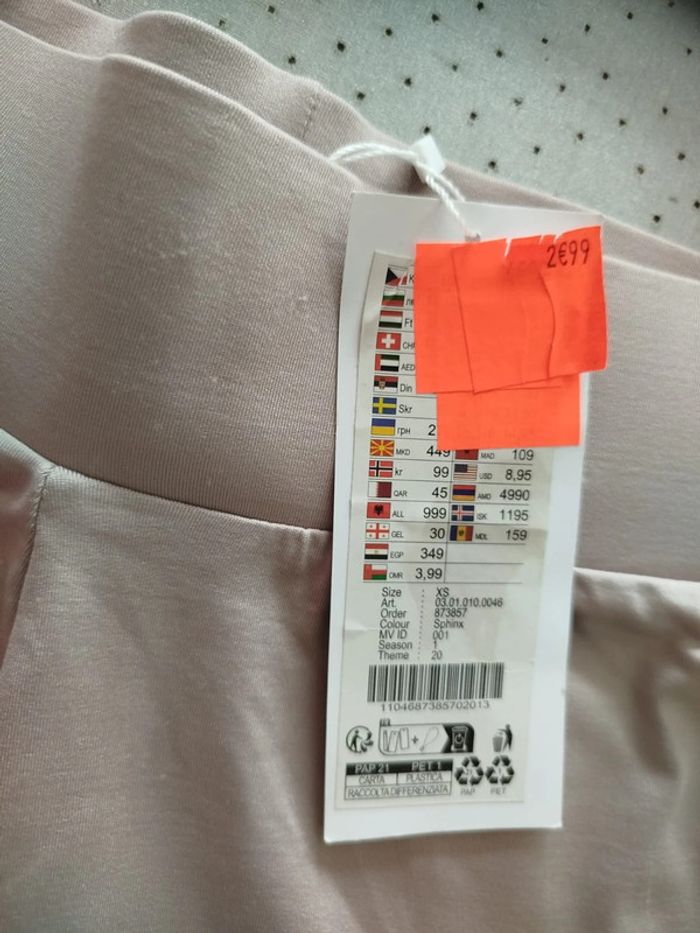 2€99
Ft
AED
Din
Skr
грн 2
MKD 449 MAD 109
kr 99 USD 8,95
QAR 45 AMD 4990
ALL 999 ISK 1195
GEL 30 MDL 159
EGP 349
OMR 3,99
Size : XS
Art. : 03.01.010.0046
Order : 873857
Colour : Sphinx
MV ID : 001
Season : 1
Theme : 20
1104687385702013
PAP 21 PET 1
CARTA PLASTICA
RACCOLTA DIFFERENZIATA
PAP PET